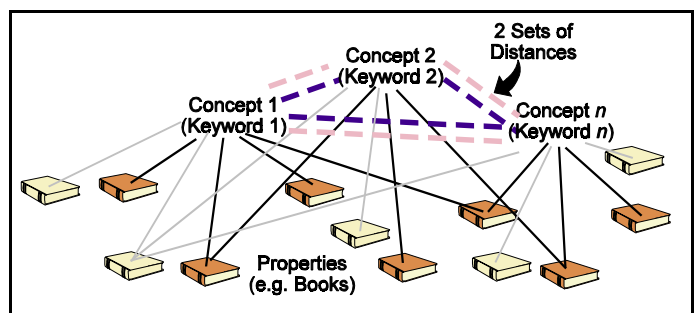 2 Sets of
Distances
Concept 2
(Keyword 2)
Concept 1
(Keyword 1)
Concept n
(Keyword n)
Properties
(e.g. Books)